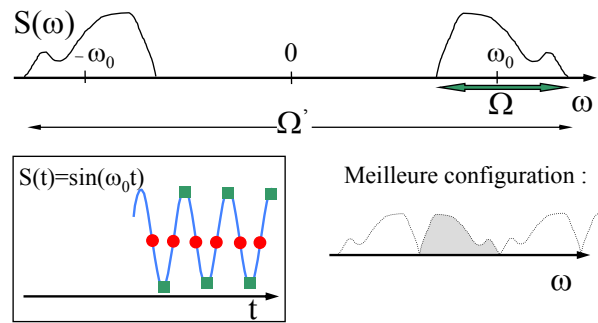 S(ω)
-ω₀
0
ω₀
Ω
ω
Ω’
S(t)=sin(ω₀t)
t
Meilleure configuration :
ω